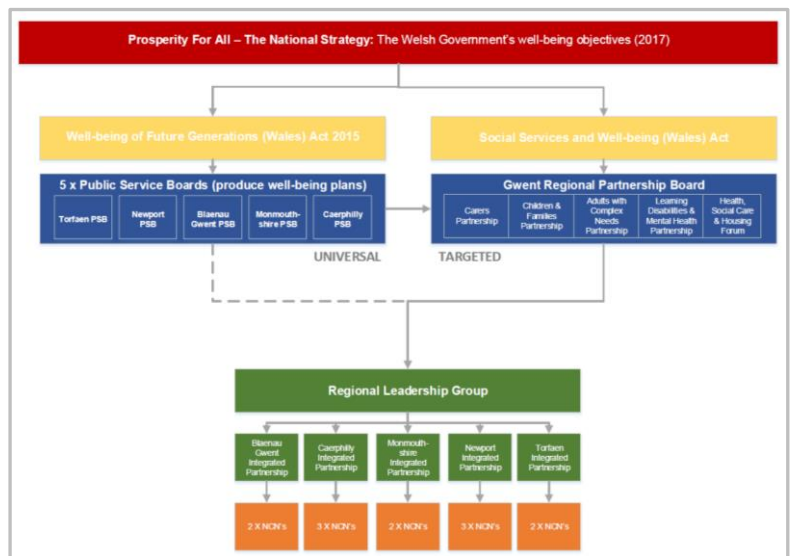 Prosperity For All – The National Strategy: The Welsh Government's well-being objectives (2017)
Well-being of Future Generations (Wales) Act 2015
Social Services and Well-being (Wales) Act
5 x Public Service Boards (produce well-being plans)
Torfaen PSB
Newport
PSB
Blaenau
Gwent PSB
Monmouth-
shire PSB
Caerphilly
PSB
Gwent Regional Partnership Board
Carers
Partnership
Children &
Families
Partnership
Adults with
Complex
Needs
Partnership
Learning
Disabilities &
Mental Health
Partnership
Health,
Social Care
& Housing
Forum
UNIVERSAL
TARGETED
Regional Leadership Group
Blaenau
Gwent
Integrated
Partnership
Caerphilly
Integrated
Partnership
Monmouth-
shire
Integrated
Partnership
Newport
Integrated
Partnership
Torfaen
Integrated
Partnership
2 X NCN's
3 X NCN's
2 X NCN's
3 X NCN's
2 X NCN's